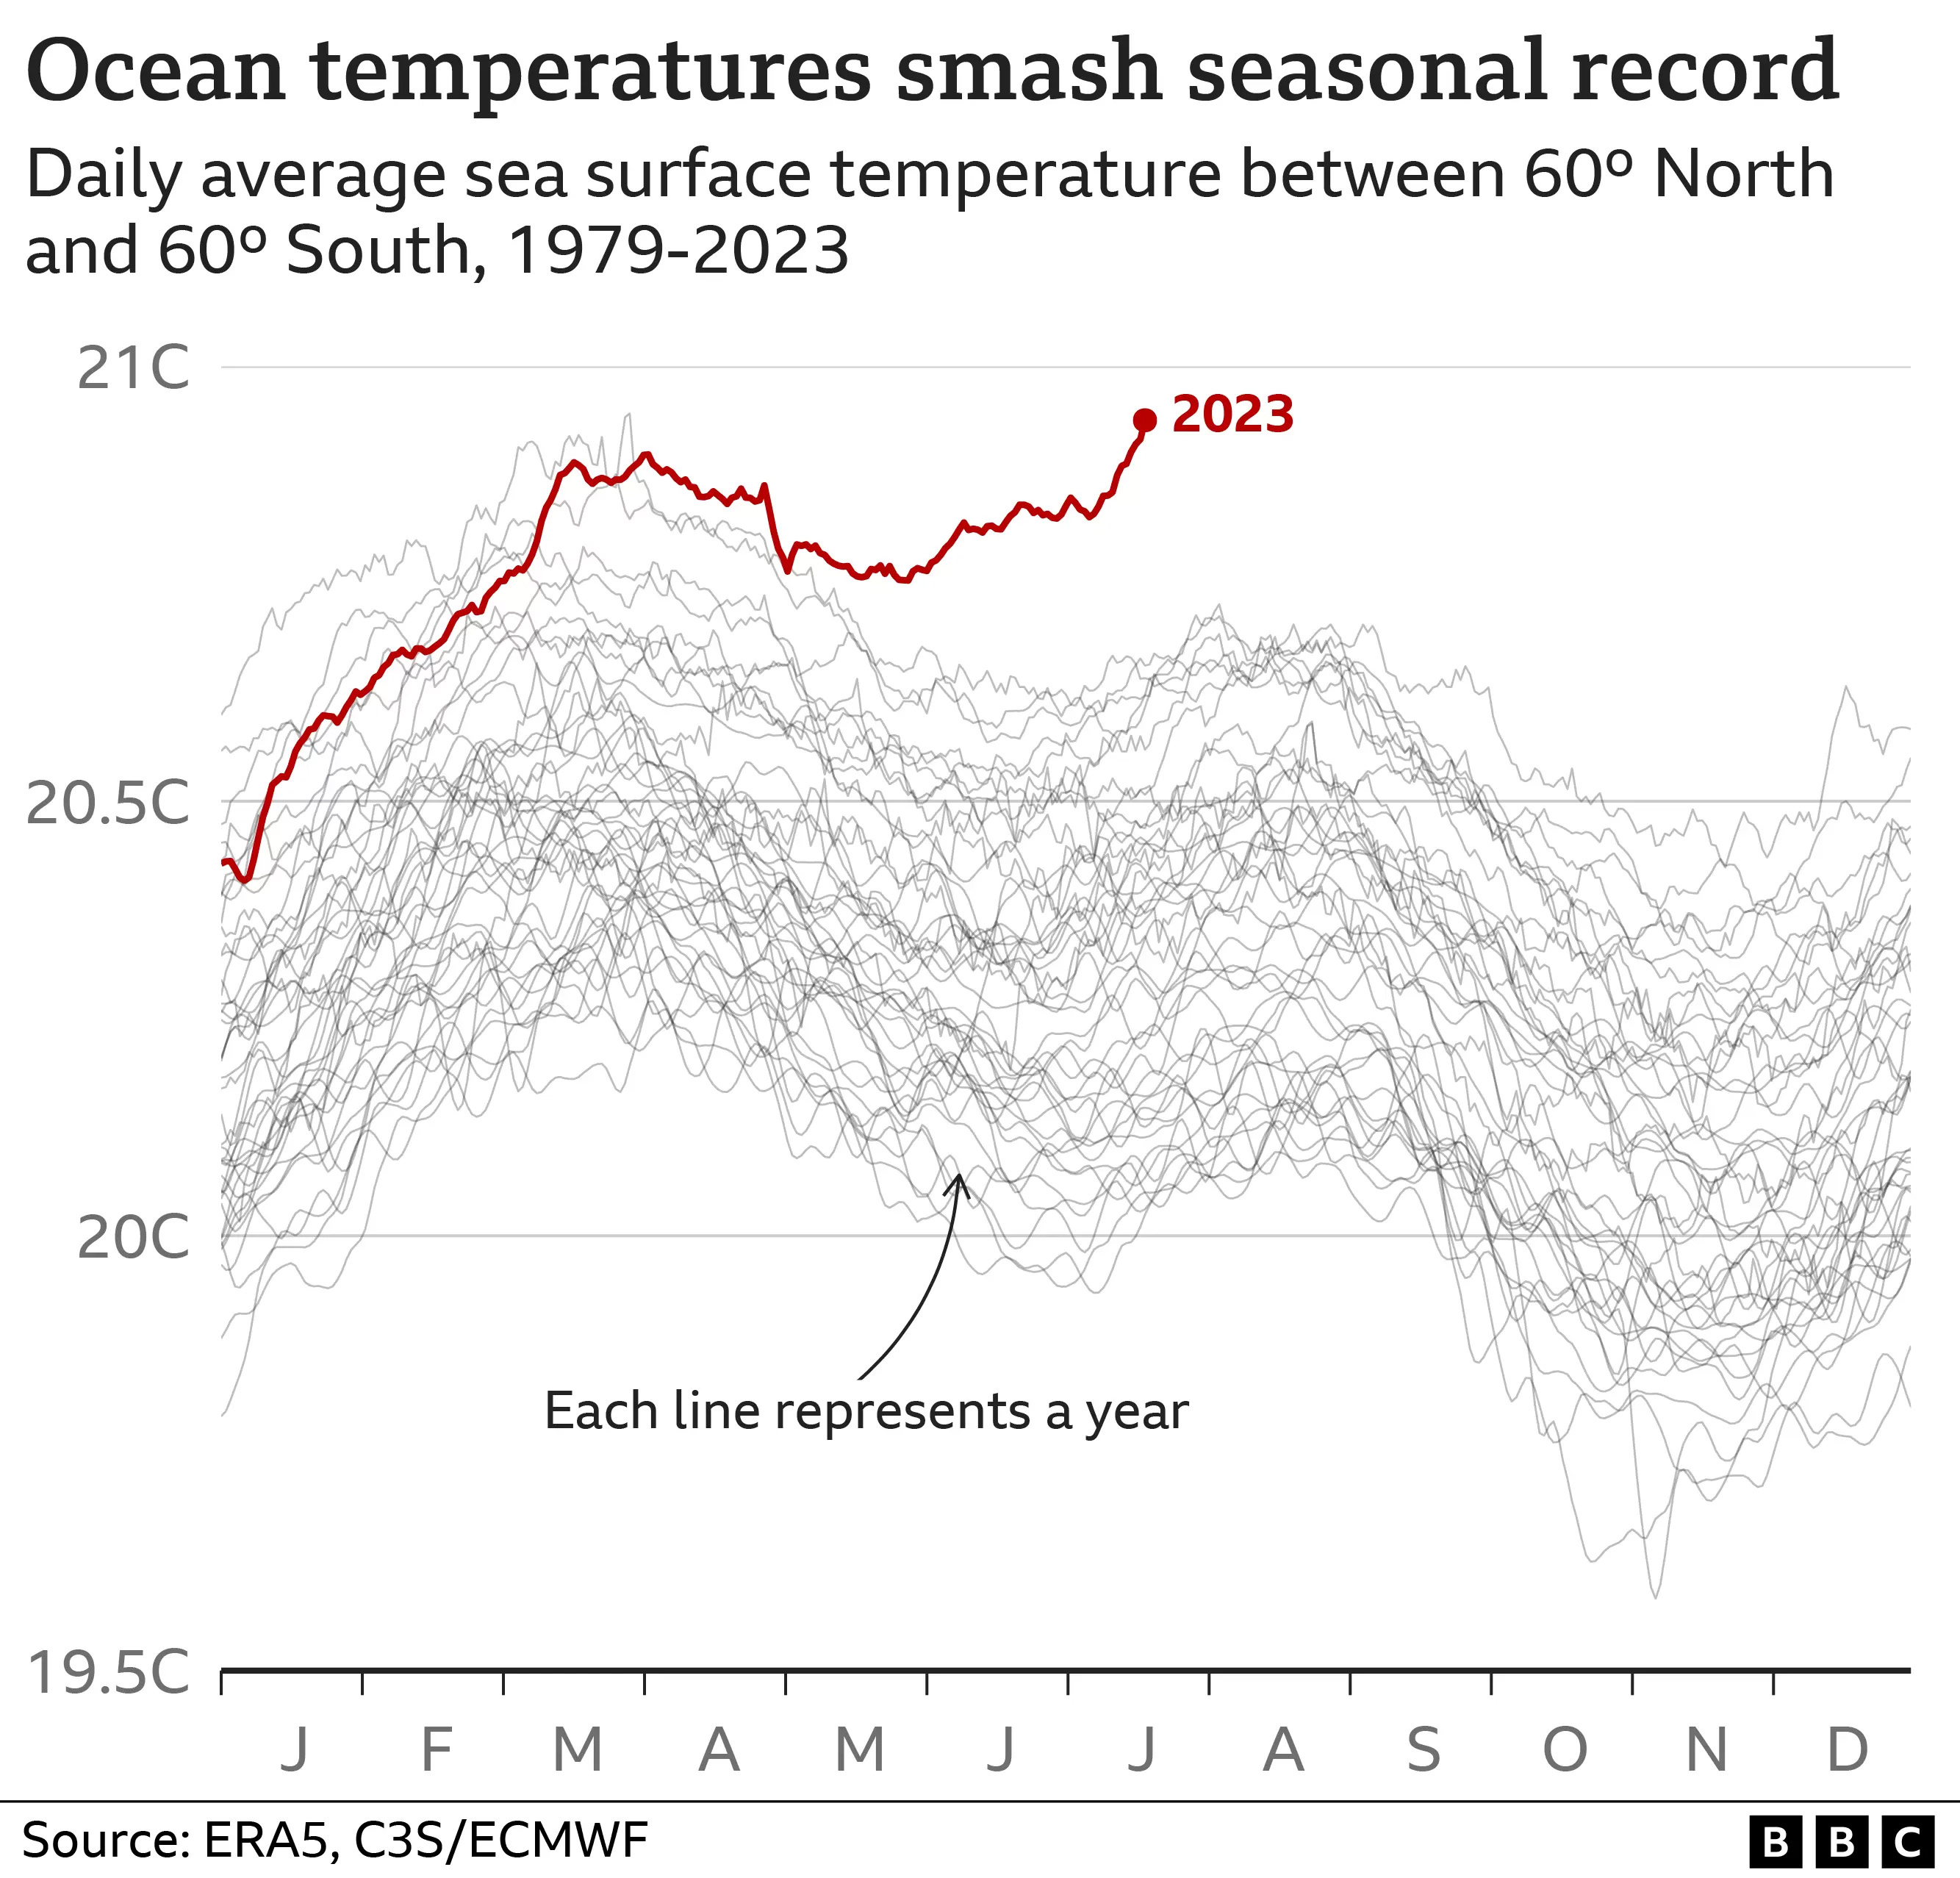 Ocean temperatures smash seasonal record
Daily average sea surface temperature between 60º North
and 60º South, 1979-2023
21C
2023
20.5C
20C
Each line represents a year
19.5C
J F M A M J J A S O N D
Source: ERA5, C3S/ECMWF
BBC